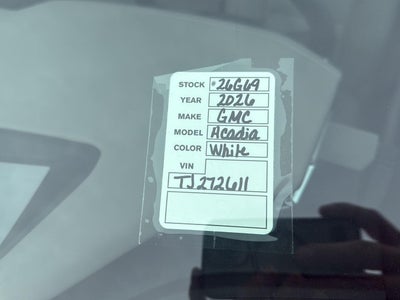 STOCK #26G69
YEAR 2026
MAKE GMC
MODEL Acadia
COLOR White
VIN
TJ272611